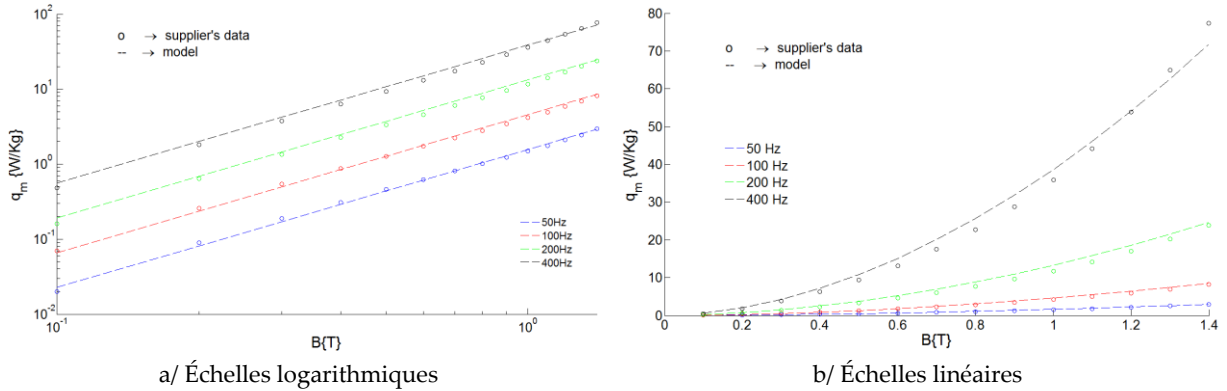 10^2
10^1
10^0
10^-1
10^-2
q_m [W/Kg]
o → supplier's data
-- → model
50Hz
100Hz
200Hz
400Hz
10^-1
10^0
B{T}
a/ Échelles logarithmiques
80
70
60
50
40
30
20
10
0
q_m {W/Kg}
o → supplier's data
-- → model
50 Hz
100 Hz
200 Hz
400 Hz
0
0.2
0.4
0.6
0.8
1
1.2
1.4
B{T}
b/ Échelles linéaires